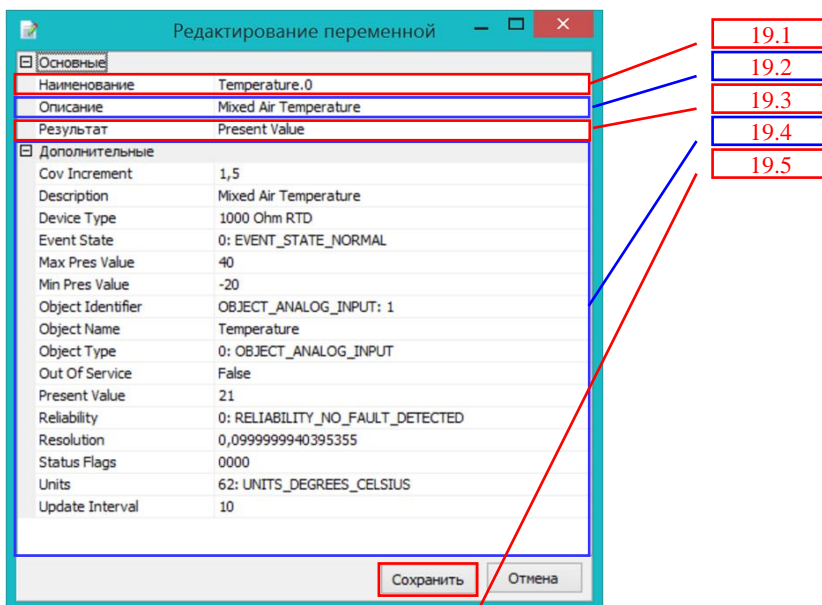 Редактирование переменной
Основные
Наименование Temperature.0
Описание Mixed Air Temperature
Результат Present Value
Дополнительные
Cov Increment 1,5
Description Mixed Air Temperature
Device Type 1000 Ohm RTD
Event State 0: EVENT_STATE_NORMAL
Max Pres Value 40
Min Pres Value -20
Object Identifier OBJECT_ANALOG_INPUT: 1
Object Name Temperature
Object Type 0: OBJECT_ANALOG_INPUT
Out Of Service False
Present Value 21
Reliability 0: RELIABILITY_NO_FAULT_DETECTED
Resolution 0,0999999940395355
Status Flags 0000
Units 62: UNITS_DEGREES_CELSIUS
Update Interval 10
Сохранить Отмена
19.1
19.2
19.3
19.4
19.5